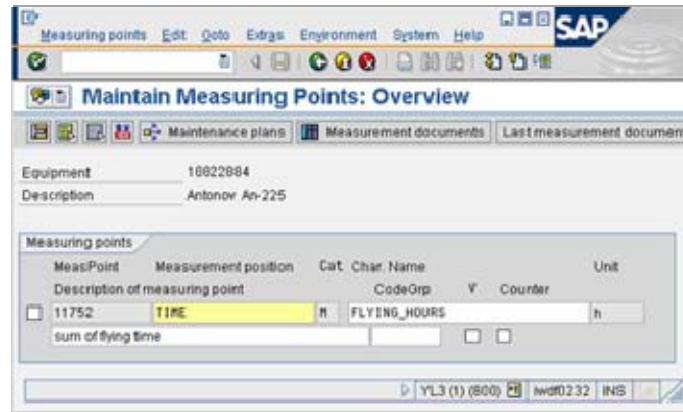 Measuring points Edit Goto Extras Environment System Help
SAP
Maintain Measuring Points: Overview
Maintenance plans Measurement documents Last measurement documen
Equipment 10022884
Description Antonov An-225
Measuring points
MeasPoint Measurement position Cat Char. Name Unit
Description of measuring point CodeGrp V Counter
11752 TIME M FLYING_HOURS h
sum of flying time
YL3 (1) (800) iwdf0232 INS